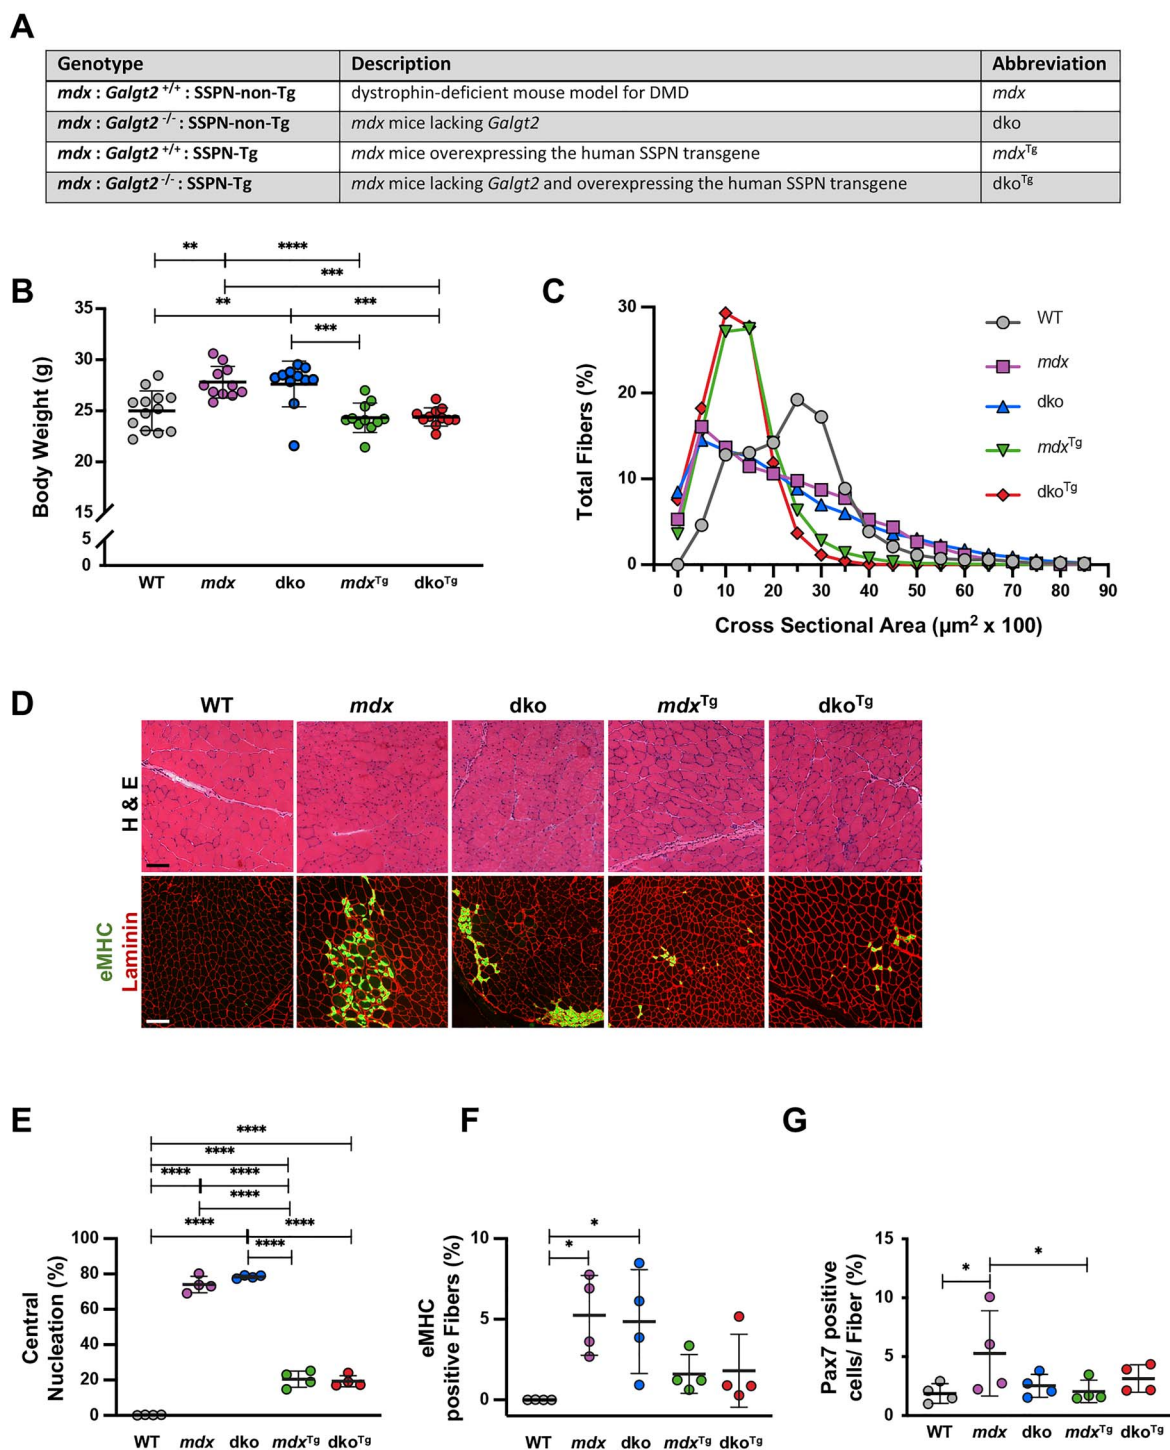 A
Genotype Description Abbreviation
mdx : Galgt2 +/+ : SSPN-non-Tg dystrophin-deficient mouse model for DMD mdx
mdx : Galgt2 -/- : SSPN-non-Tg mdx mice lacking Galgt2 dko
mdx : Galgt2 +/+ : SSPN-Tg mdx mice overexpressing the human SSPN transgene mdxTg
mdx : Galgt2 -/- : SSPN-Tg mdx mice lacking Galgt2 and overexpressing the human SSPN transgene dkoTg
B
** ****
***
** ***
***
Body Weight (g)
35
30
25
20
15
5
0
WT mdx dko mdxTg dkoTg
C
Total Fibers (%)
30
20
10
0
0 10 20 30 40 50 60 70 80 90
Cross Sectional Area (µm2 x 100)
WT
mdx
dko
mdxTg
dkoTg
D
WT mdx dko mdxTg dkoTg
H & E
eMHC
Laminin
E
****
****
**** ****
****
**** ****
****
Central
Nucleation (%)
100
80
60
40
20
0
WT mdx dko mdxTg dkoTg
F
*
*
eMHC
positive Fibers (%)
10
5
0
WT mdx dko mdxTg dkoTg
G
*
*
Pax7 positive
cells/ Fiber (%)
15
10
5
0
WT mdx dko mdxTg dkoTg